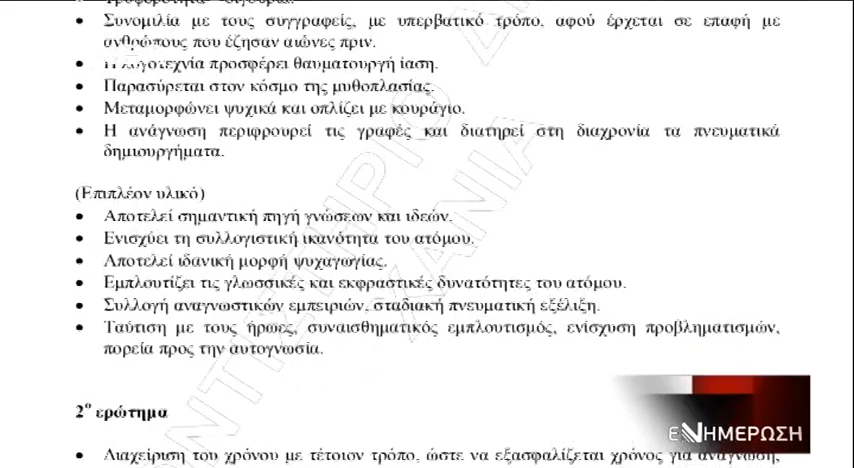 • Συνομιλία με τους συγγραφείς, με υπερβατικό τρόπο, αφού έρχεται σε επαφή με
ανθρώπους που έζησαν αιώνες πριν.
• Η λογοτεχνία προσφέρει θαυματουργή ίαση.
• Παρασύρεται στον κόσμο της μυθοπλασίας.
• Μεταμορφώνει ψυχικά και οπλίζει με κουράγιο.
• Η ανάγνωση περιφρουρεί τις γραφές και διατηρεί στη διαχρονία τα πνευματικά
δημιουργήματα.
(Επιπλέον υλικό)
• Αποτελεί σημαντική πηγή γνώσεων και ιδεών.
• Ενισχύει τη συλλογιστική ικανότητα του ατόμου.
• Αποτελεί ιδανική μορφή ψυχαγωγίας.
• Εμπλουτίζει τις γλωσσικές και εκφραστικές δυνατότητες του ατόμου.
• Συλλογή αναγνωστικών εμπειριών, σταδιακή πνευματική εξέλιξη.
• Ταύτιση με τους ήρωες, συναισθηματικός εμπλουτισμός, ενίσχυση προβληματισμών,
πορεία προς την αυτογνωσία.
2ο ερώτημα
• Διαχείριση του χρόνου με τέτοιον τρόπο, ώστε να εξασφαλίζεται χρόνος για ανάγνωση,
ΕΝΗΜΕΡΩΣΗ
ΧΑΝΙΑ